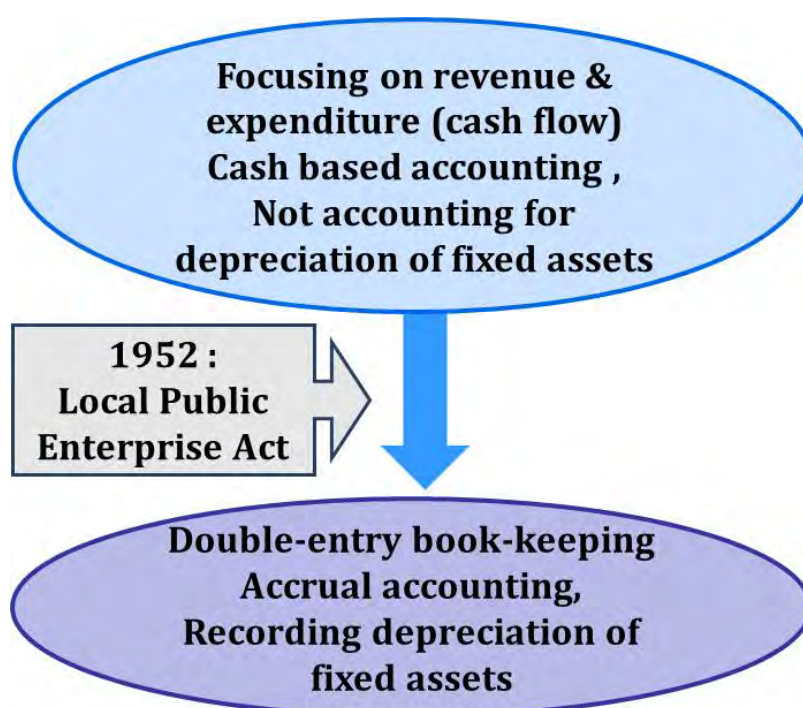 Focusing on revenue &
expenditure (cash flow)
Cash based accounting ,
Not accounting for
depreciation of fixed assets
1952 :
Local Public
Enterprise Act
Double-entry book-keeping
Accrual accounting,
Recording depreciation of
fixed assets